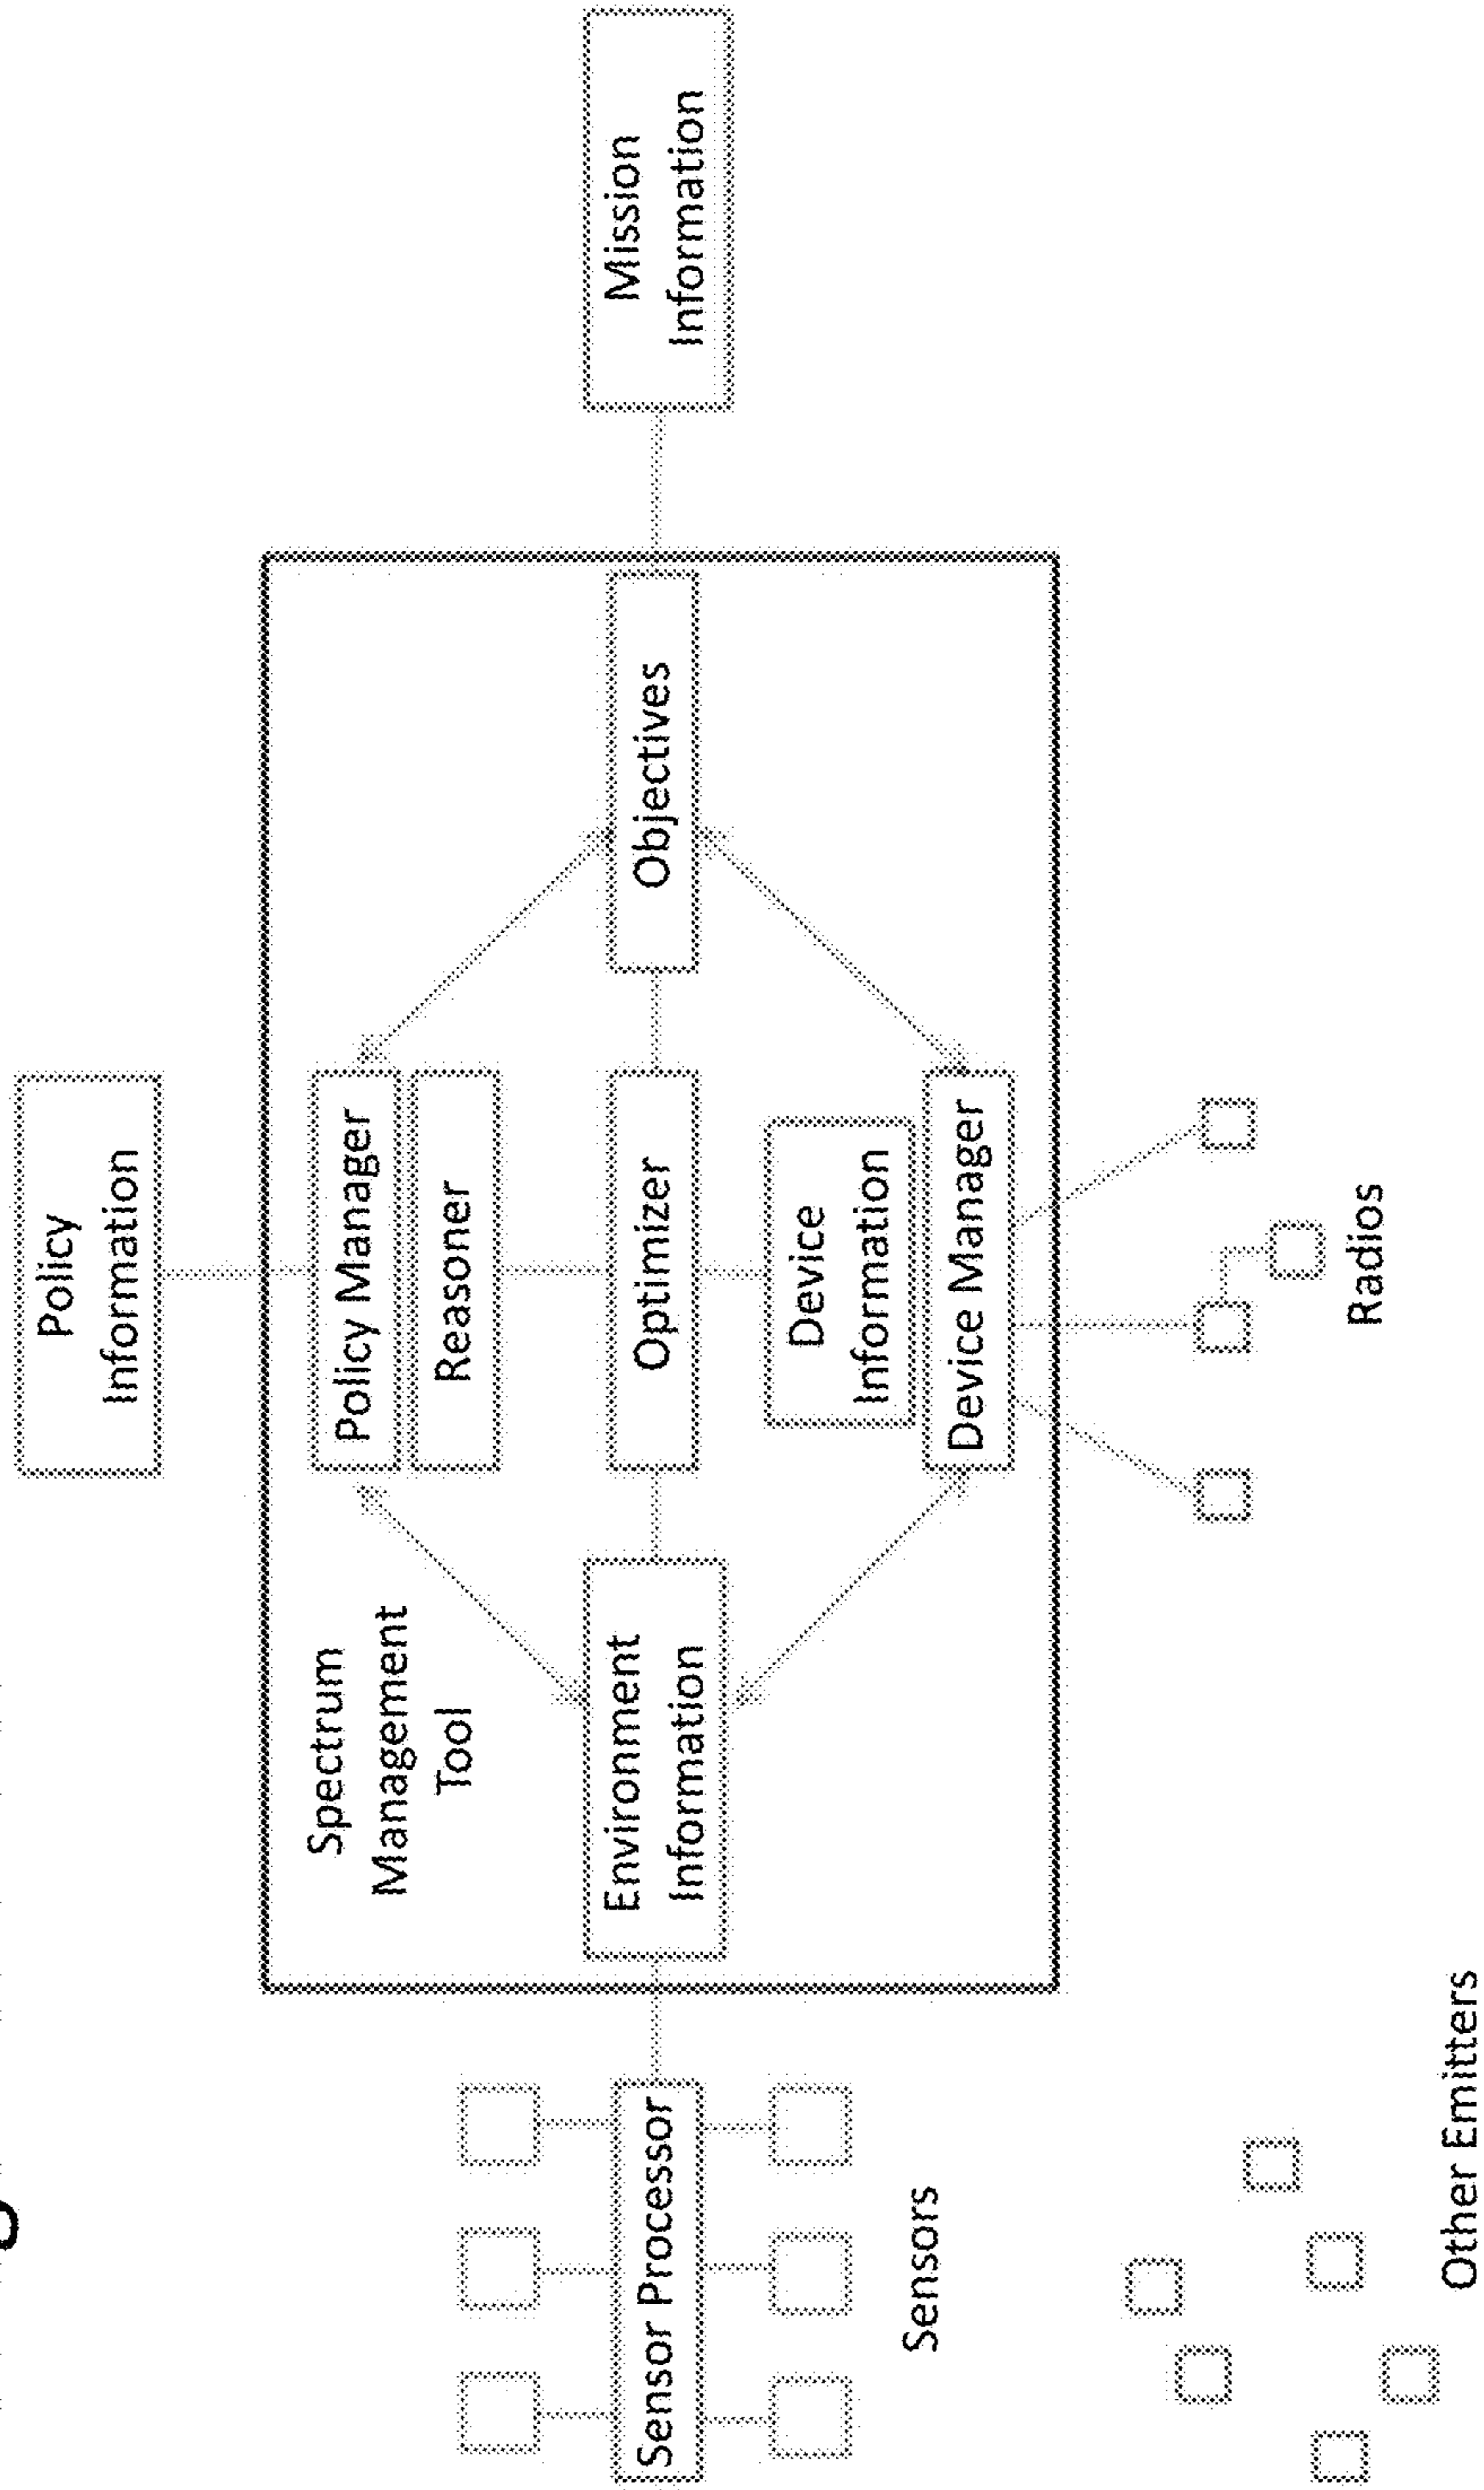 Policy
Information
Spectrum
Management
Tool
Policy Manager
Reasoner
Sensor Processor
Environment
Information
Optimizer
Objectives
Mission
Information
Device
Information
Device Manager
Sensors
Radios
Other Emitters